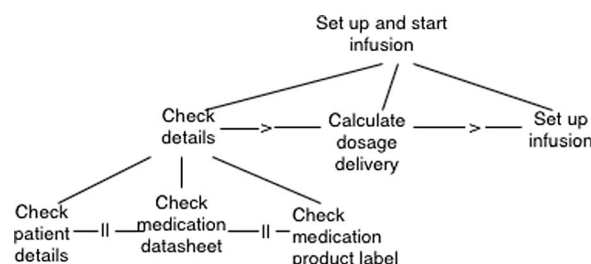 Set up and start
infusion
Check
details
>
Calculate
dosage
delivery
>
Set up
infusion
Check
patient
details
||
Check
medication
datasheet
||
Check
medication
product label